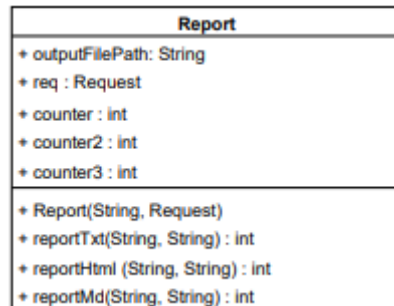 Report
+ outputFilePath: String
+ req : Request
+ counter : int
+ counter2 : int
+ counter3 : int
+ Report(String, Request)
+ reportTxt(String, String) : int
+ reportHtml (String, String) : int
+ reportMd(String, String) : int